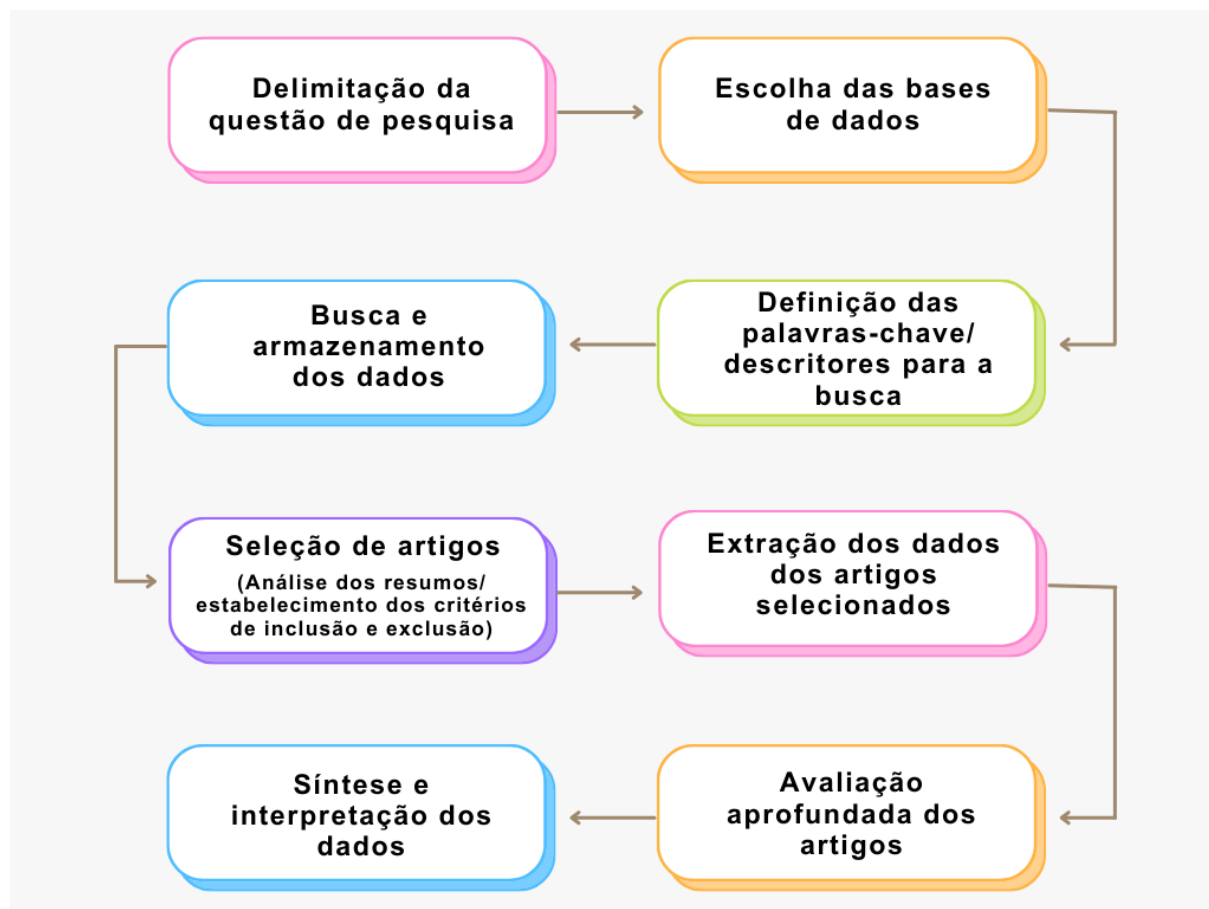 Delimitação da
questão de pesquisa
Escolha das bases
de dados
Definição das
palavras-chave/
descritores para a
busca
Busca e
armazenamento
dos dados
Seleção de artigos
(Análise dos resumos/
estabelecimento dos critérios
de inclusão e exclusão)
Extração dos dados
dos artigos
selecionados
Avaliação
aprofundada dos
artigos
Síntese e
interpretação dos
dados